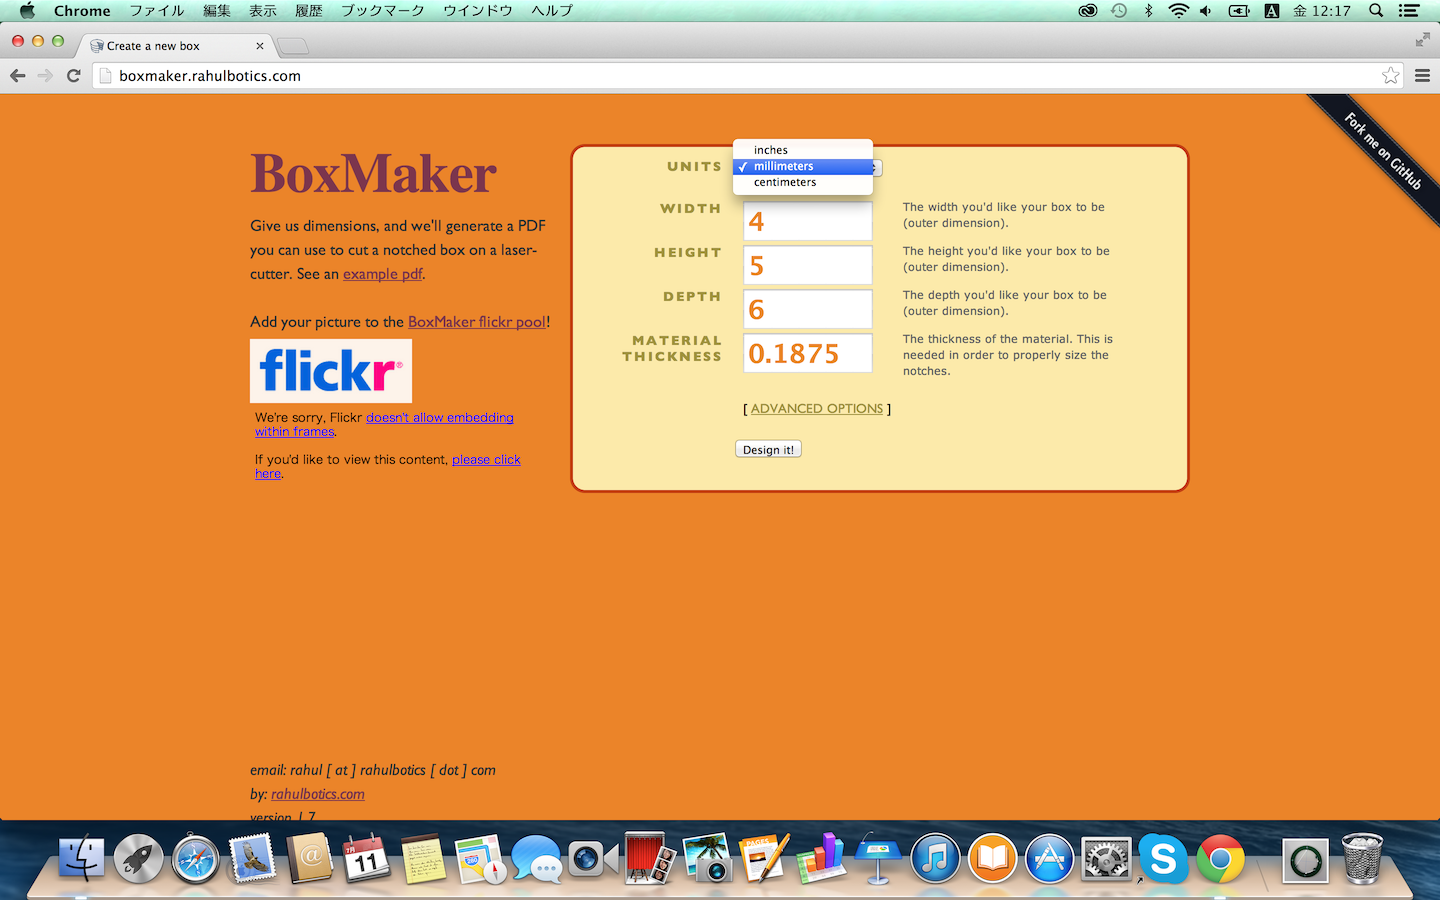 Chrome ファイル 編集 表示 履歴 ブックマーク ウインドウ ヘルプ A 金 12:17
Create a new box
boxmaker.rahulbotics.com
Fork me on GitHub
BoxMaker
Give us dimensions, and we'll generate a PDF
you can use to cut a notched box on a laser-
cutter. See an example pdf.
Add your picture to the BoxMaker flickr pool!
flickr®
We're sorry, Flickr doesn't allow embedding
within frames.
If you'd like to view this content, please click
here.
UNITS
inches
✓ millimeters
centimeters
WIDTH
4
The width you'd like your box to be
(outer dimension).
HEIGHT
5
The height you'd like your box to be
(outer dimension).
DEPTH
6
The depth you'd like your box to be
(outer dimension).
MATERIAL
THICKNESS
0.1875
The thickness of the material. This is
needed in order to properly size the
notches.
[ ADVANCED OPTIONS ]
Design it!
email: rahul [ at ] rahulbotics [ dot ] com
by: rahulbotics.com
version 1.7
7月
11
PAGES
S